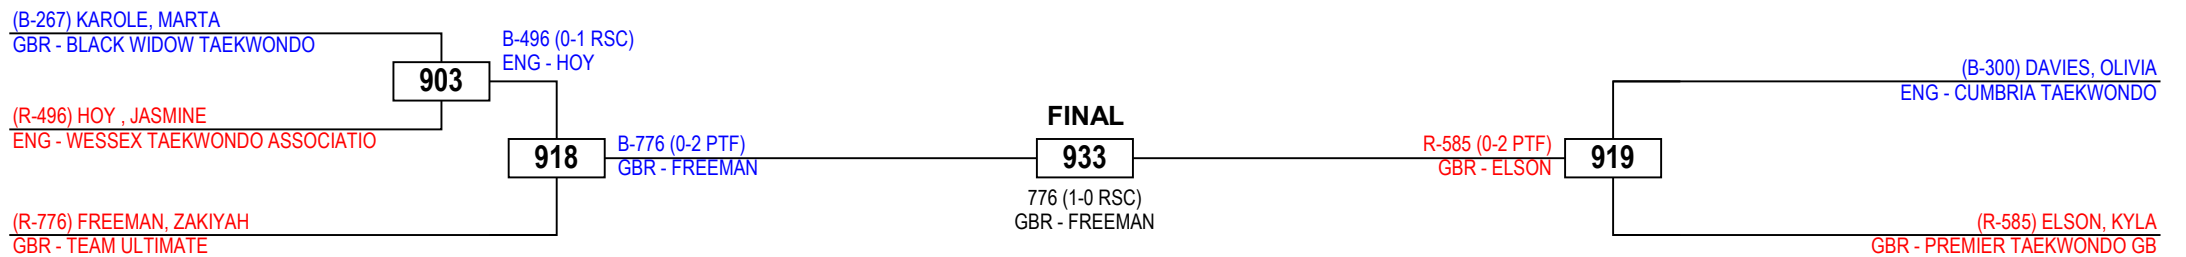 (B-267) KAROLE, MARTA
GBR - BLACK WIDOW TAEKWONDO
903
B-496 (0-1 RSC)
ENG - HOY
(R-496) HOY , JASMINE
ENG - WESSEX TAEKWONDO ASSOCIATIO
918
B-776 (0-2 PTF)
GBR - FREEMAN
(R-776) FREEMAN, ZAKIYAH
GBR - TEAM ULTIMATE
FINAL
933
776 (1-0 RSC)
GBR - FREEMAN
R-585 (0-2 PTF)
GBR - ELSON
919
(B-300) DAVIES, OLIVIA
ENG - CUMBRIA TAEKWONDO
(R-585) ELSON, KYLA
GBR - PREMIER TAEKWONDO GB